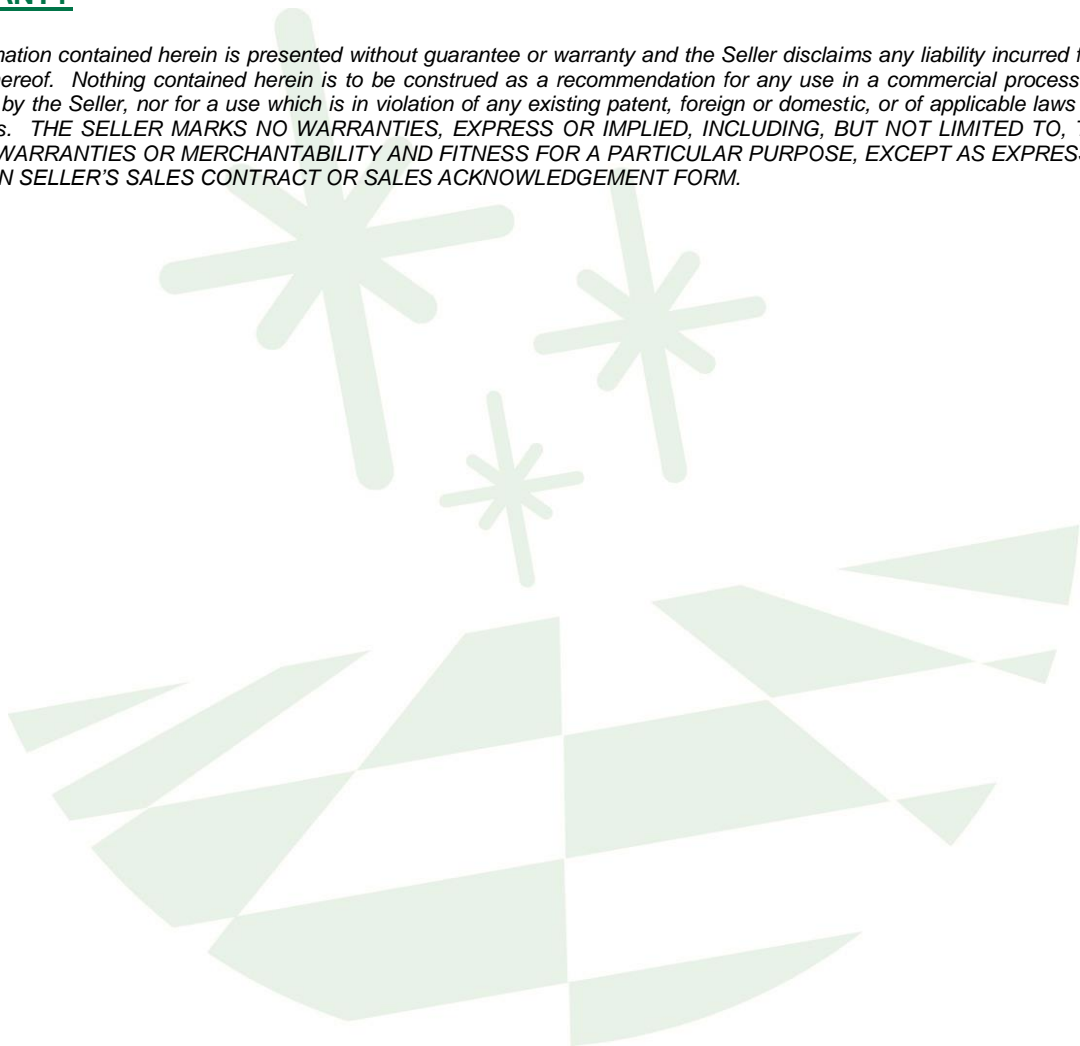 ANTY
mation contained herein is presented without guarantee or warranty and the Seller disclaims any liability incurred f
hereof. Nothing contained herein is to be construed as a recommendation for any use in a commercial process
by the Seller, nor for a use which is in violation of any existing patent, foreign or domestic, or of applicable laws
s. THE SELLER MARKS NO WARRANTIES, EXPRESS OR IMPLIED, INCLUDING, BUT NOT LIMITED TO, T
WARRANTIES OR MERCHANTABILITY AND FITNESS FOR A PARTICULAR PURPOSE, EXCEPT AS EXPRESS
N SELLER'S SALES CONTRACT OR SALES ACKNOWLEDGEMENT FORM.